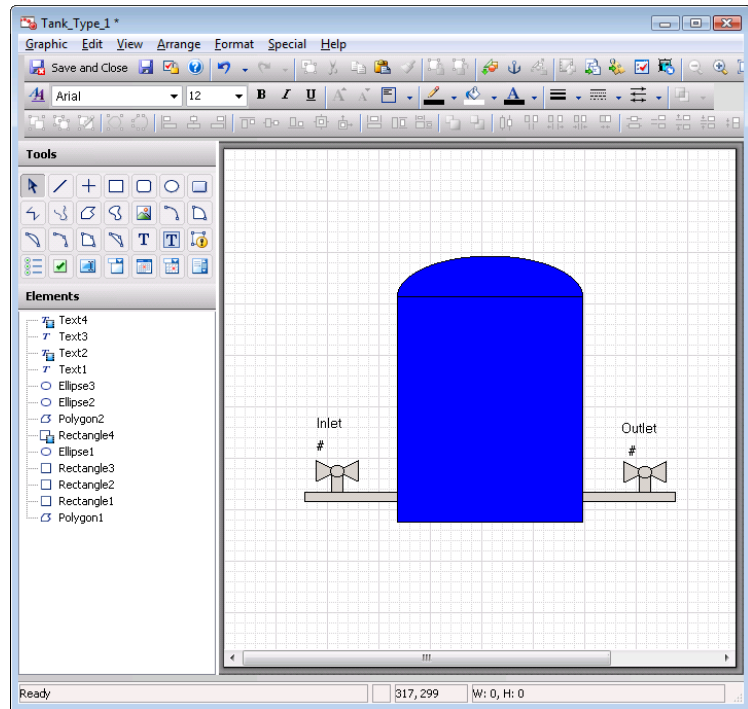 Tank_Type_1 *
Graphic Edit View Arrange Format Special Help
Save and Close
Arial 12 B I U A A A
Tools
T T
Elements
Text4
Text3
Text2
Text1
Ellipse3
Ellipse2
Polygon2
Rectangle4
Ellipse1
Rectangle3
Rectangle2
Rectangle1
Polygon1
Inlet
#
Outlet
#
Ready 317, 299 W: 0, H: 0